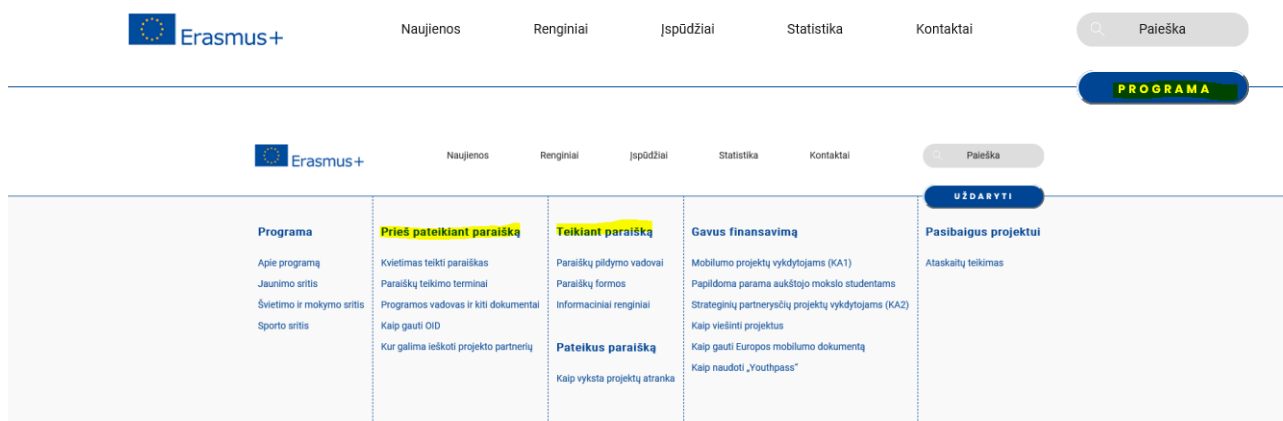 Erasmus+
Naujienos
Renginiai
Įspūdžiai
Statistika
Kontaktai
Paieška
PROGRAMA
Erasmus+
Naujienos
Renginiai
Įspūdžiai
Statistika
Kontaktai
Paieška
UŽDARYTI
Programa
Apie programą
Jaunimo sritis
Švietimo ir mokymo sritis
Sporto sritis
Prieš pateikiant paraišką
Kvietimas teikti paraiškas
Paraiškų teikimo terminai
Programos vadovas ir kiti dokumentai
Kaip gauti OID
Kur galima ieškoti projekto partnerių
Teikiant paraišką
Paraiškų pildymo vadovai
Paraiškų formos
Informaciniai renginiai
Pateikus paraišką
Kaip vyksta projektų atranka
Gavus finansavimą
Mobilumo projektų vykdytojams (KA1)
Papildoma parama aukštojo mokslo studentams
Strateginių partnerysčių projektų vykdytojams (KA2)
Kaip viešinti projektus
Kaip gauti Europos mobilumo dokumentą
Kaip naudoti „Youthpass“
Pasibaigus projektui
Ataskaitų teikimas